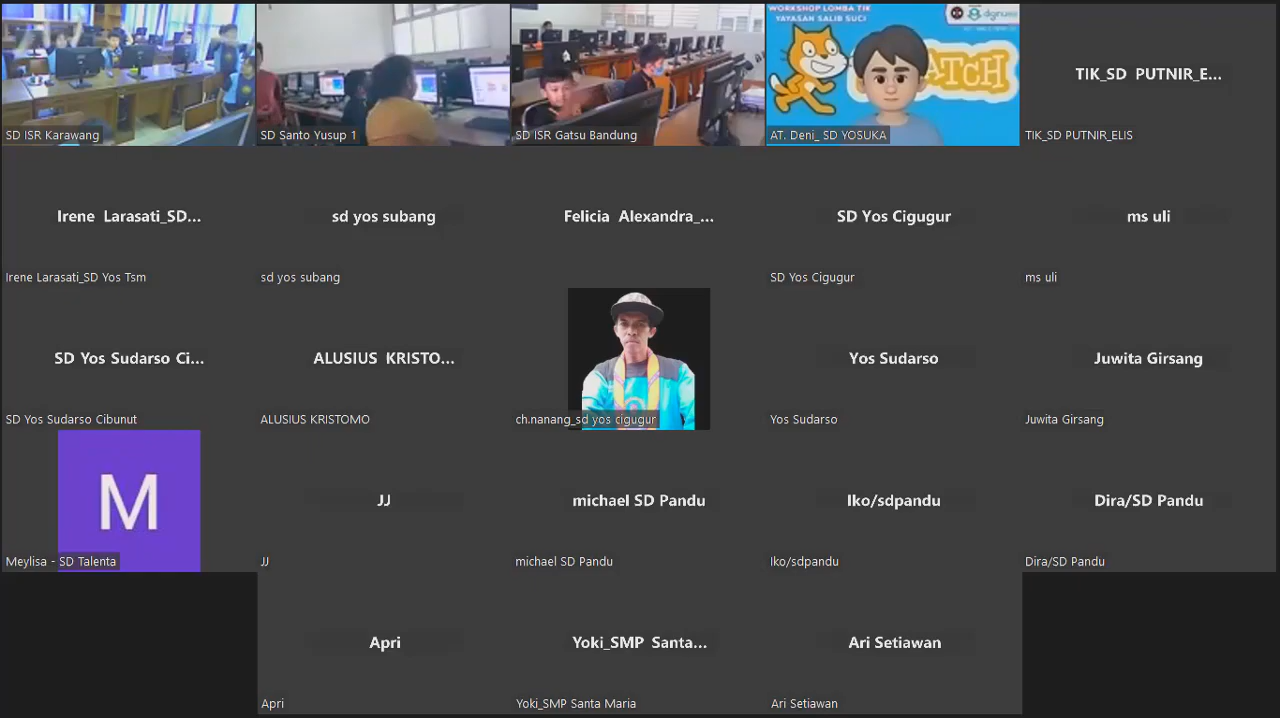 SD ISR Karawang
SD Santo Yusup 1
SD ISR Gatsu Bandung
WORKSHOP LOMBA TIK
YAYASAN SALIB SUCI
ATCH
AT. Deni_ SD YOSUKA
TIK_SD PUTNIR_E...
TIK_SD PUTNIR_ELIS
Irene Larasati_SD...
Irene Larasati_SD Yos Tsm
sd yos subang
sd yos subang
Felicia Alexandra_...
SD Yos Cigugur
SD Yos Cigugur
ms uli
ms uli
SD Yos Sudarso Ci...
SD Yos Sudarso Cibunut
ALUSIUS KRISTO...
ALUSIUS KRISTOMO
ch.nanang_sd yos cigugur
Yos Sudarso
Yos Sudarso
Juwita Girsang
Juwita Girsang
M
Meylisa - SD Talenta
JJ
JJ
michael SD Pandu
michael SD Pandu
Iko/sdpandu
Iko/sdpandu
Dira/SD Pandu
Dira/SD Pandu
Apri
Apri
Yoki_SMP Santa...
Yoki_SMP Santa Maria
Ari Setiawan
Ari Setiawan